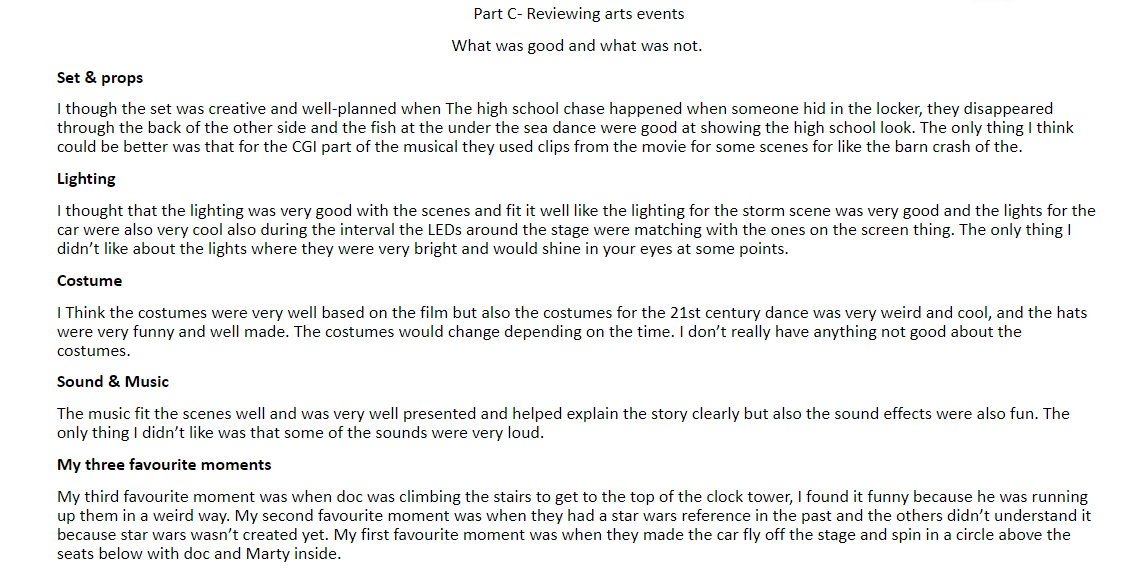 Part C- Reviewing arts events
What was good and what was not.
Set & props
I though the set was creative and well-planned when The high school chase happened when someone hid in the locker, they disappeared
through the back of the other side and the fish at the under the sea dance were good at showing the high school look. The only thing I think
could be better was that for the CGI part of the musical they used clips from the movie for some scenes for like the barn crash of the.
Lighting
I thought that the lighting was very good with the scenes and fit it well like the lighting for the storm scene was very good and the lights for the
car were also very cool also during the interval the LEDs around the stage were matching with the ones on the screen thing. The only thing I
didn’t like about the lights where they were very bright and would shine in your eyes at some points.
Costume
I Think the costumes were very well based on the film but also the costumes for the 21st century dance was very weird and cool, and the hats
were very funny and well made. The costumes would change depending on the time. I don’t really have anything not good about the
costumes.
Sound & Music
The music fit the scenes well and was very well presented and helped explain the story clearly but also the sound effects were also fun. The
only thing I didn’t like was that some of the sounds were very loud.
My three favourite moments
My third favourite moment was when doc was climbing the stairs to get to the top of the clock tower, I found it funny because he was running
up them in a weird way. My second favourite moment was when they had a star wars reference in the past and the others didn’t understand it
because star wars wasn’t created yet. My first favourite moment was when they made the car fly off the stage and spin in a circle above the
seats below with doc and Marty inside.